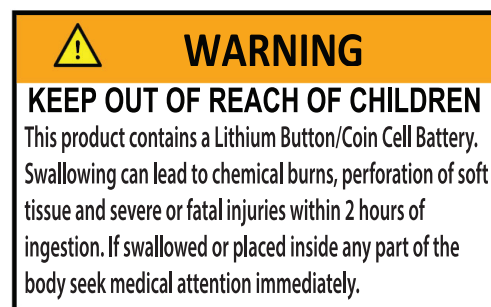 WARNING
KEEP OUT OF REACH OF CHILDREN
This product contains a Lithium Button/Coin Cell Battery.
Swallowing can lead to chemical burns, perforation of soft
tissue and severe or fatal injuries within 2 hours of
ingestion. If swallowed or placed inside any part of the
body seek medical attention immediately.